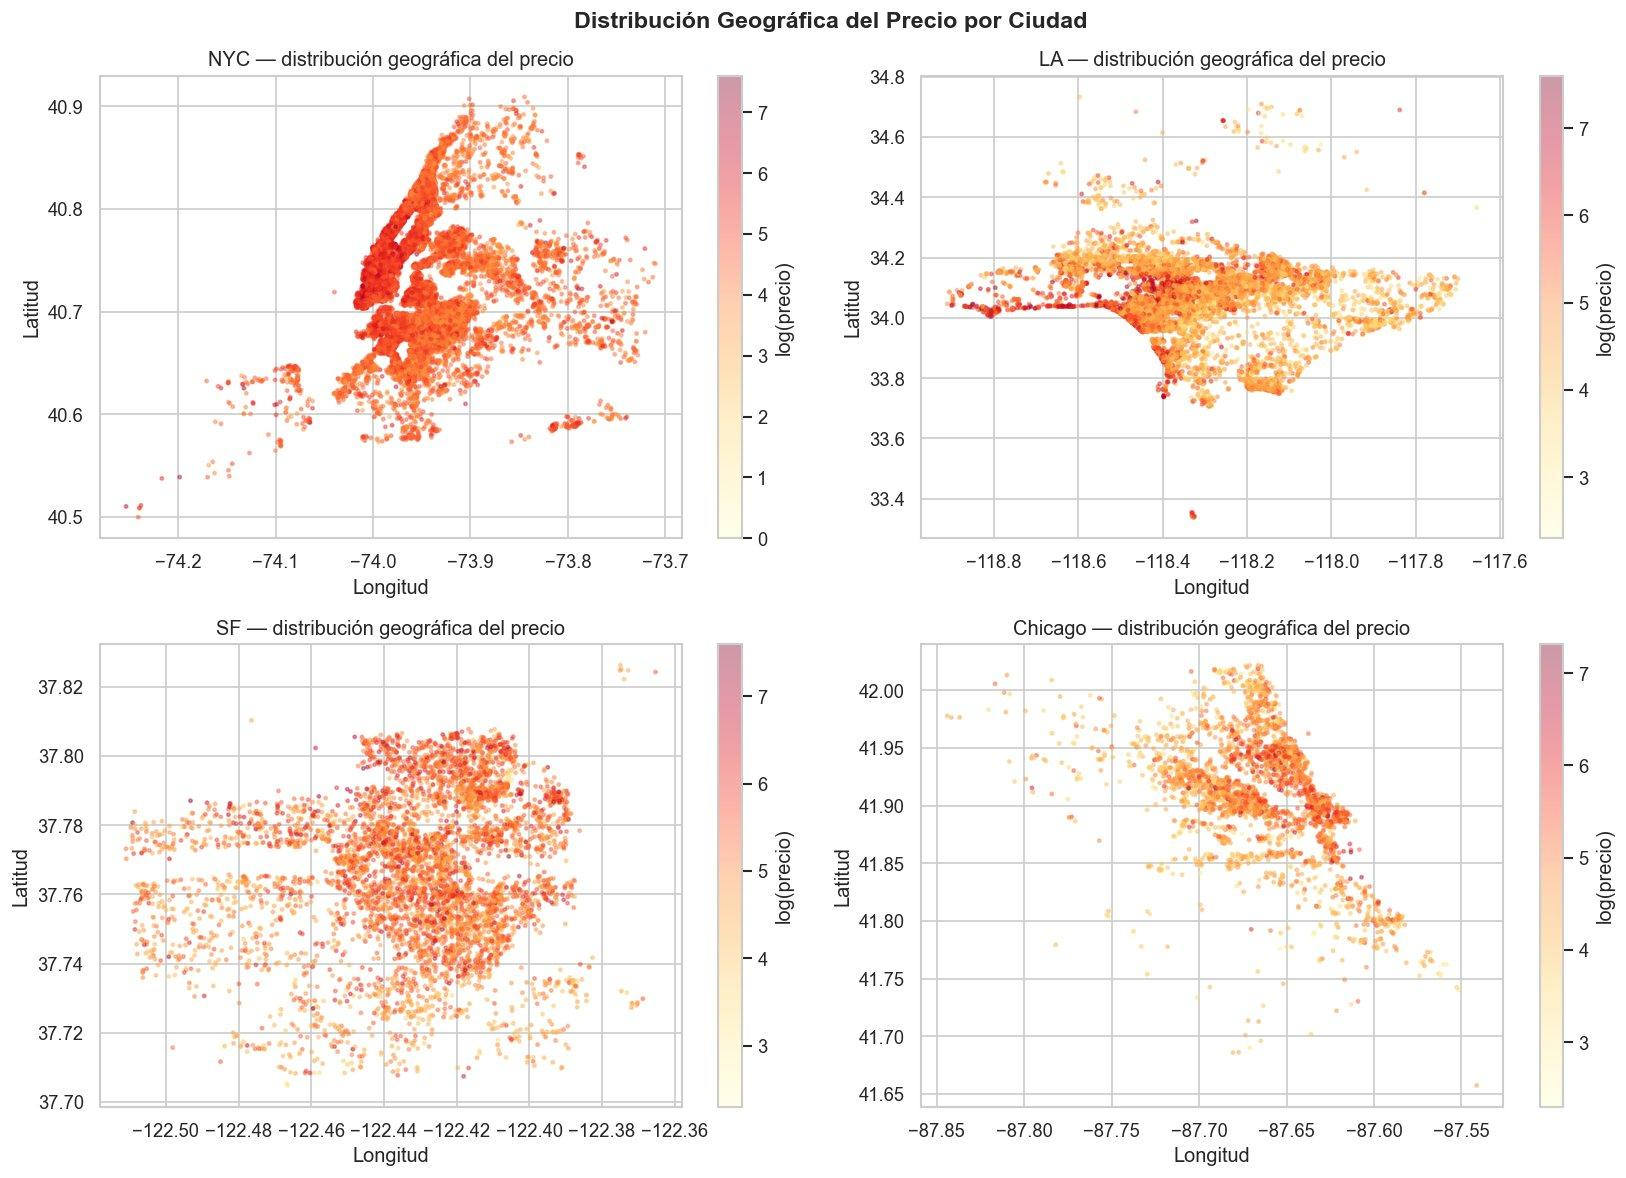 Distribución Geográfica del Precio por Ciudad
NYC — distribución geográfica del precio
40.9
40.8
40.7
40.6
40.5
Latitud
−74.2 −74.1 −74.0 −73.9 −73.8 −73.7
Longitud
7
6
5
4
3
2
1
0
log(precio)
LA — distribución geográfica del precio
34.8
34.6
34.4
34.2
34.0
33.8
33.6
33.4
Latitud
−118.8 −118.6 −118.4 −118.2 −118.0 −117.8 −117.6
Longitud
7
6
5
4
3
log(precio)
SF — distribución geográfica del precio
37.82
37.80
37.78
37.76
37.74
37.72
37.70
Latitud
−122.50 −122.48 −122.46 −122.44 −122.42 −122.40 −122.38 −122.36
Longitud
7
6
5
4
3
log(precio)
Chicago — distribución geográfica del precio
42.00
41.95
41.90
41.85
41.80
41.75
41.70
41.65
Latitud
−87.85 −87.80 −87.75 −87.70 −87.65 −87.60 −87.55
Longitud
7
6
5
4
3
log(precio)